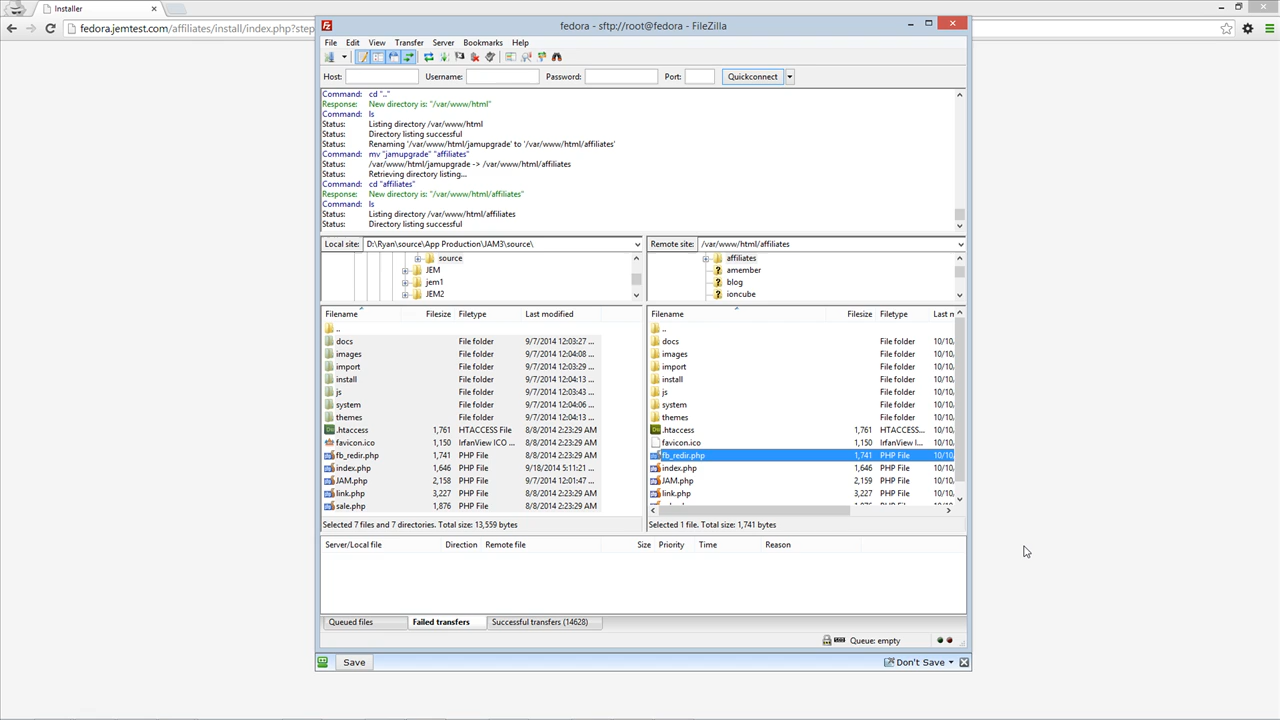 Installer
fedora.jemtest.com/affiliates/install/index.php?step
fedora - sftp://root@fedora - FileZilla
File Edit View Transfer Server Bookmarks Help
Host: Username: Password: Port: Quickconnect
Command: cd ".."
Response: New directory is: "/var/www/html"
Command: ls
Status: Listing directory /var/www/html
Status: Directory listing successful
Status: Renaming '/var/www/html/jamupgrade' to '/var/www/html/affiliates'
Command: mv "jamupgrade" "affiliates"
Status: /var/www/html/jamupgrade -> /var/www/html/affiliates
Status: Retrieving directory listing...
Command: cd "affiliates"
Response: New directory is: "/var/www/html/affiliates"
Command: ls
Status: Listing directory /var/www/html/affiliates
Status: Directory listing successful
Local site: D:\Ryan\source\App Production\JAM3\source\
source
JEM
jem1
JEM2
Remote site: /var/www/html/affiliates
affiliates
amember
blog
ioncube
Filename Filesize Filetype Last modified
..
docs File folder 9/7/2014 12:03:27 ...
images File folder 9/7/2014 12:04:08 ...
import File folder 9/7/2014 12:03:29 ...
install File folder 9/7/2014 12:04:13 ...
js File folder 9/7/2014 12:03:43 ...
system File folder 9/7/2014 12:04:06 ...
themes File folder 9/7/2014 12:04:13 ...
.htaccess 1,761 HTACCESS File 8/8/2014 2:23:29 AM
favicon.ico 1,150 IrfanView ICO ... 8/8/2014 2:23:29 AM
fb_redir.php 1,741 PHP File 8/8/2014 2:23:29 AM
index.php 1,646 PHP File 9/18/2014 5:11:21 ...
JAM.php 2,158 PHP File 9/7/2014 12:01:47 ...
link.php 3,227 PHP File 8/8/2014 2:23:29 AM
sale.php 1,876 PHP File 8/8/2014 2:23:29 AM
Selected 7 files and 7 directories. Total size: 13,559 bytes
Filename Filesize Filetype Last n
..
docs File folder 10/10,
images File folder 10/10,
import File folder 10/10,
install File folder 10/10,
js File folder 10/10,
system File folder 10/10,
themes File folder 10/10,
.htaccess 1,761 HTACCESS... 10/10,
favicon.ico 1,150 IrfanView I... 10/10,
fb_redir.php 1,741 PHP File 10/10,
index.php 1,646 PHP File 10/10,
JAM.php 2,159 PHP File 10/10,
link.php 3,227 PHP File 10/10,
Selected 1 file. Total size: 1,741 bytes
Server/Local file Direction Remote file Size Priority Time Reason
Queued files Failed transfers Successful transfers (14628)
Queue: empty
Save Don't Save